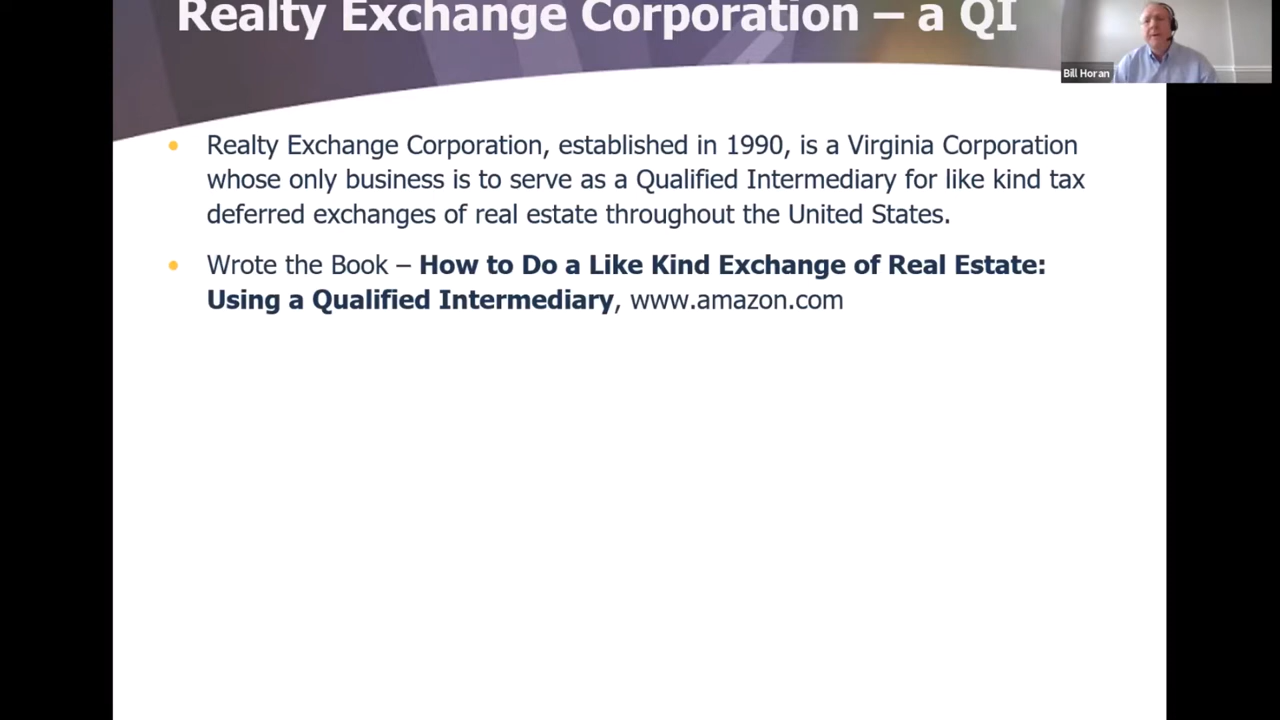 Realty Exchange Corporation – a QI
Bill Horan
Realty Exchange Corporation, established in 1990, is a Virginia Corporation
whose only business is to serve as a Qualified Intermediary for like kind tax
deferred exchanges of real estate throughout the United States.
Wrote the Book – How to Do a Like Kind Exchange of Real Estate:
Using a Qualified Intermediary, www.amazon.com